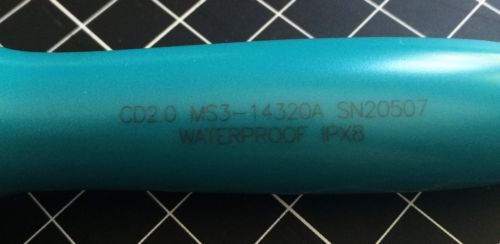 CD2.0 MS3-14320A SN20507
WATERPROOF IPX8